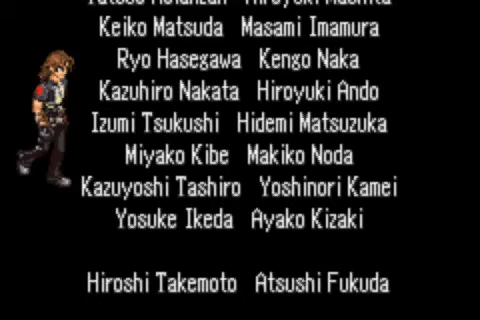 Keiko Matsuda Masami Imamura
Ryo Hasegawa Kengo Naka
Kazuhiro Nakata Hiroyuki Ando
Izumi Tsukushi Hidemi Matsuzuka
Miyako Kibe Makiko Noda
Kazuyoshi Tashiro Yoshinori Kamei
Yosuke Ikeda Ayako Kizaki
Hiroshi Takemoto Atsushi Fukuda